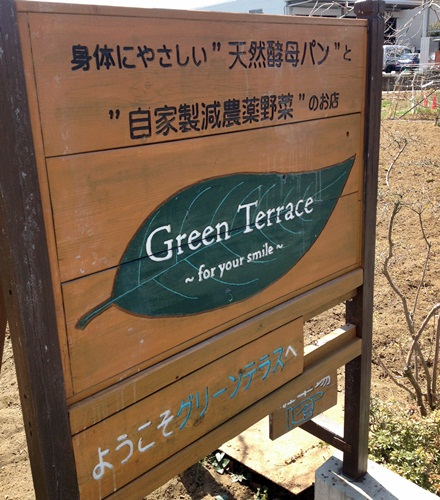 身体にやさしい"天然酵母パン"と
"自家製減農薬野菜"のお店
Green Terrace
~ for your smile ~
ようこそグリーンテラスへ